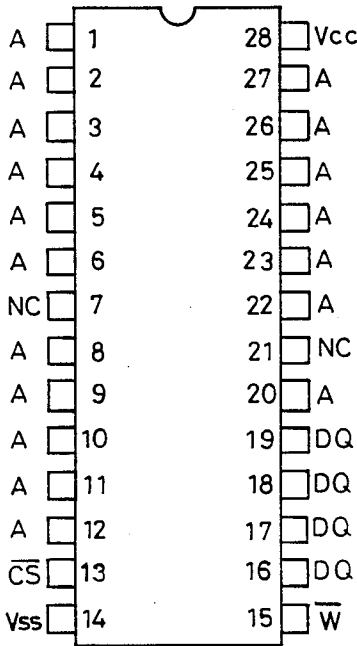 A 1 28 Vcc
A 2 27 A
A 3 26 A
A 4 25 A
A 5 24 A
A 6 23 A
NC 7 22 A
A 8 21 NC
A 9 20 A
A 10 19 DQ
A 11 18 DQ
A 12 17 DQ
C̅S̅ 13 16 DQ
Vss 14 15 W̅